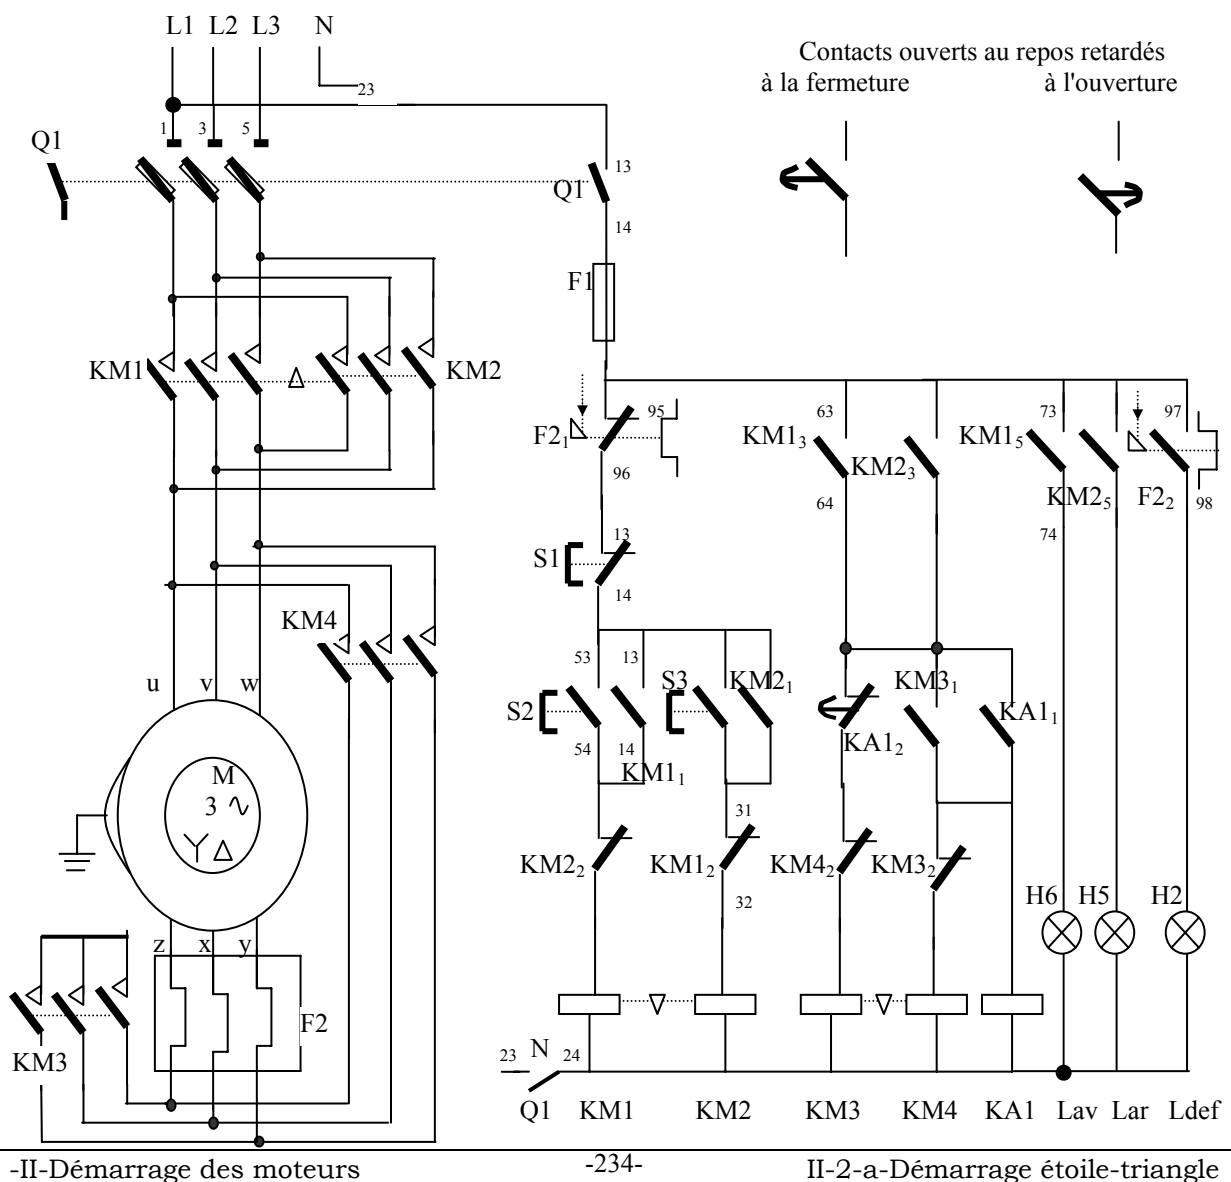 L1 L2 L3 N
Contacts ouverts au repos retardés
à la fermeture à l'ouverture
23
1 3 5
Q1
13
Q1
14
F1
KM1 KM2
95
F2₁
96
63
KM1₃
64
KM2₃
73
KM1₅
74
KM2₅
97
F2₂
98
13
S1
14
KM4
53 13
S2
54 14
KM1₁
S3 KM2₁
KM3₁
KA1₁
KA1₂
u v w
M
3
31
KM2₂ KM1₂ KM4₂ KM3₂
32
H6 H5 H2
z x y
F2
KM3
23 N 24
Q1 KM1 KM2 KM3 KM4 KA1 Lav Lar Ldef
-II-Démarrage des moteurs -234- II-2-a-Démarrage étoile-triangle